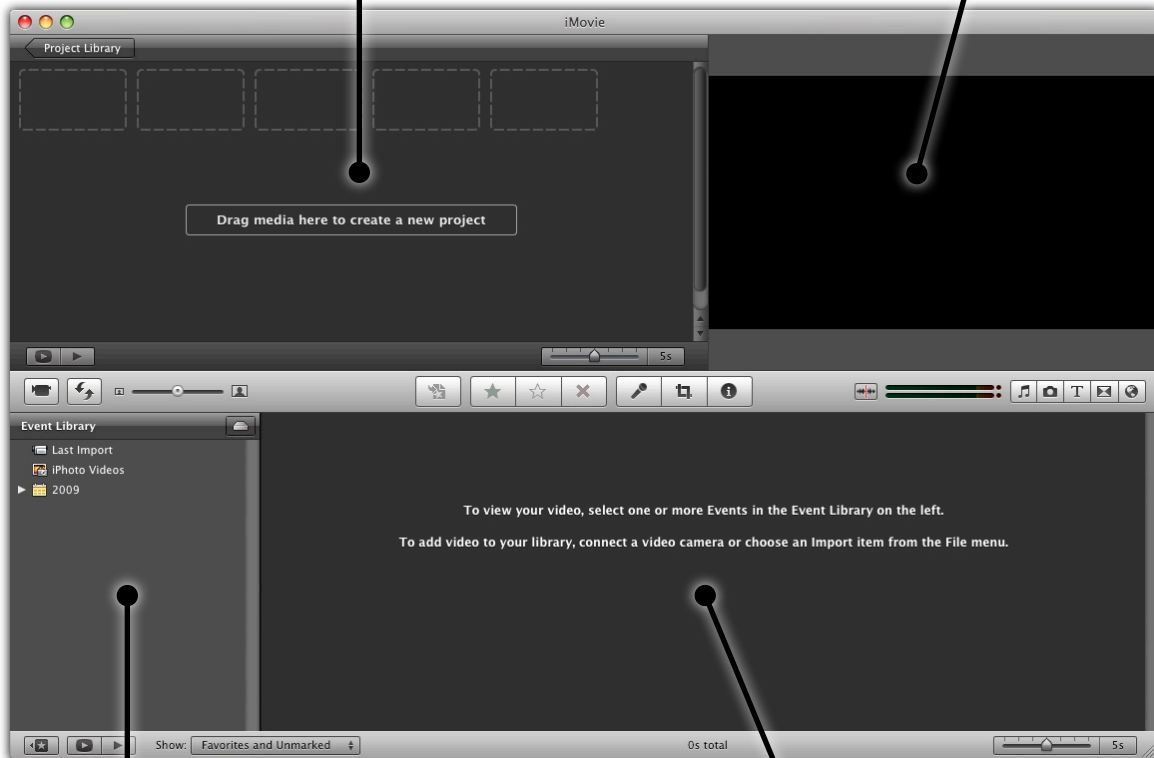 iMovie
Project Library
Drag media here to create a new project
5s
T
Event Library
Last Import
iPhoto Videos
2009
To view your video, select one or more Events in the Event Library on the left.
To add video to your library, connect a video camera or choose an Import item from the File menu.
Show: Favorites and Unmarked
0s total
5s